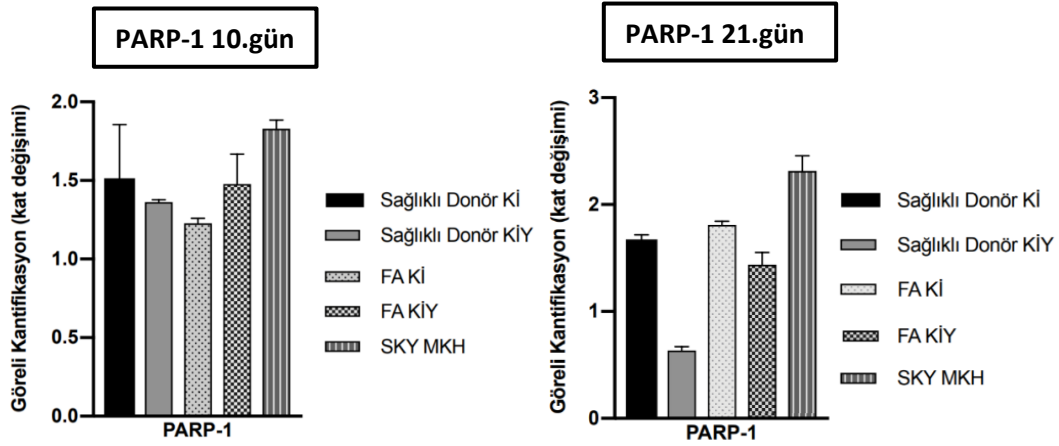 PARP-1 10.gün
Göreli Kantifikasyon (kat değişimi)
2.0
1.5
1.0
0.5
0.0
PARP-1
Sağlıklı Donör Kİ
Sağlıklı Donör KİY
FA Kİ
FA KİY
SKY MKH
PARP-1 21.gün
Göreli Kantifikasyon (kat değişimi)
3
2
1
0
PARP-1
Sağlıklı Donör Kİ
Sağlıklı Donör KİY
FA Kİ
FA KİY
SKY MKH